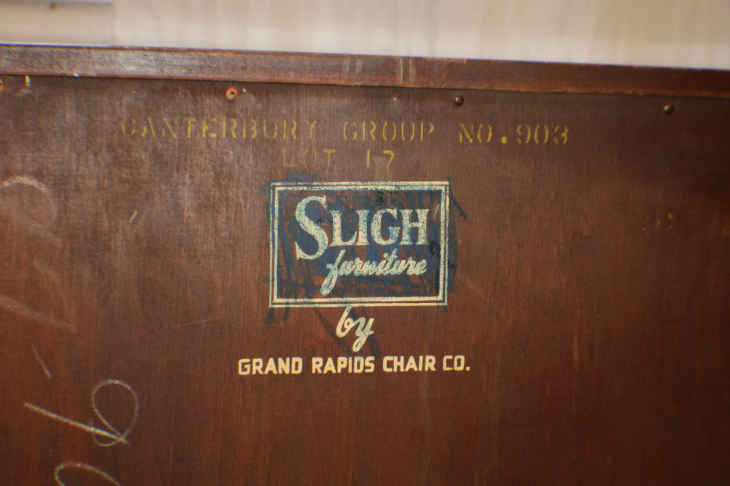 CANTERBURY GROUP NO. 903
LOT 17
SLIGH
furniture
by
GRAND RAPIDS CHAIR CO.